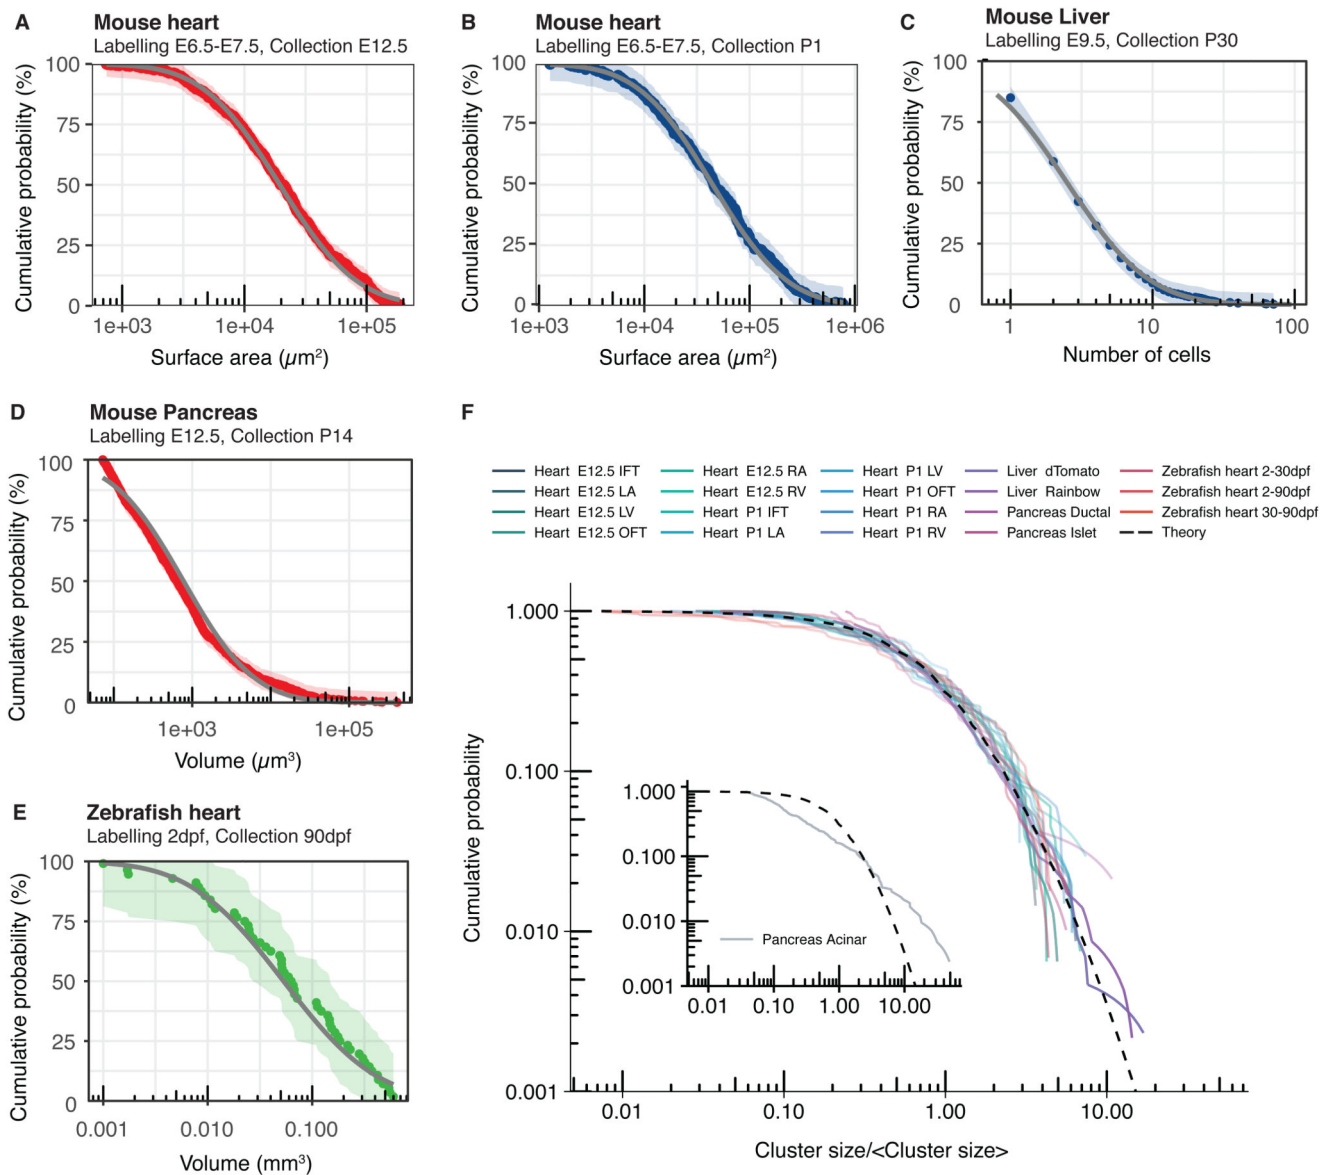 A
Mouse heart
Labelling E6.5-E7.5, Collection E12.5
Cumulative probability (%)
100
75
50
25
0
1e+03
1e+04
1e+05
Surface area (µm²)
B
Mouse heart
Labelling E6.5-E7.5, Collection P1
Cumulative probability (%)
100
75
50
25
0
1e+03
1e+04
1e+05
1e+06
Surface area (µm²)
C
Mouse Liver
Labelling E9.5, Collection P30
Cumulative probability (%)
100
75
50
25
0
1
10
100
Number of cells
D
Mouse Pancreas
Labelling E12.5, Collection P14
Cumulative probability (%)
100
75
50
25
0
1e+03
1e+05
Volume (µm³)
E
Zebrafish heart
Labelling 2dpf, Collection 90dpf
Cumulative probability (%)
100
75
50
25
0
0.001
0.010
0.100
Volume (mm³)
F
Heart E12.5 IFT
Heart E12.5 LA
Heart E12.5 LV
Heart E12.5 OFT
Heart E12.5 RA
Heart E12.5 RV
Heart P1 IFT
Heart P1 LA
Heart P1 LV
Heart P1 OFT
Heart P1 RA
Heart P1 RV
Liver dTomato
Liver Rainbow
Pancreas Ductal
Pancreas Islet
Zebrafish heart 2-30dpf
Zebrafish heart 2-90dpf
Zebrafish heart 30-90dpf
Theory
Cumulative probability
1.000
0.100
0.010
0.001
0.01
0.10
1.00
10.00
Cluster size/<Cluster size>
1.000
0.100
0.010
0.001
Pancreas Acinar
0.01
0.10
1.00
10.00